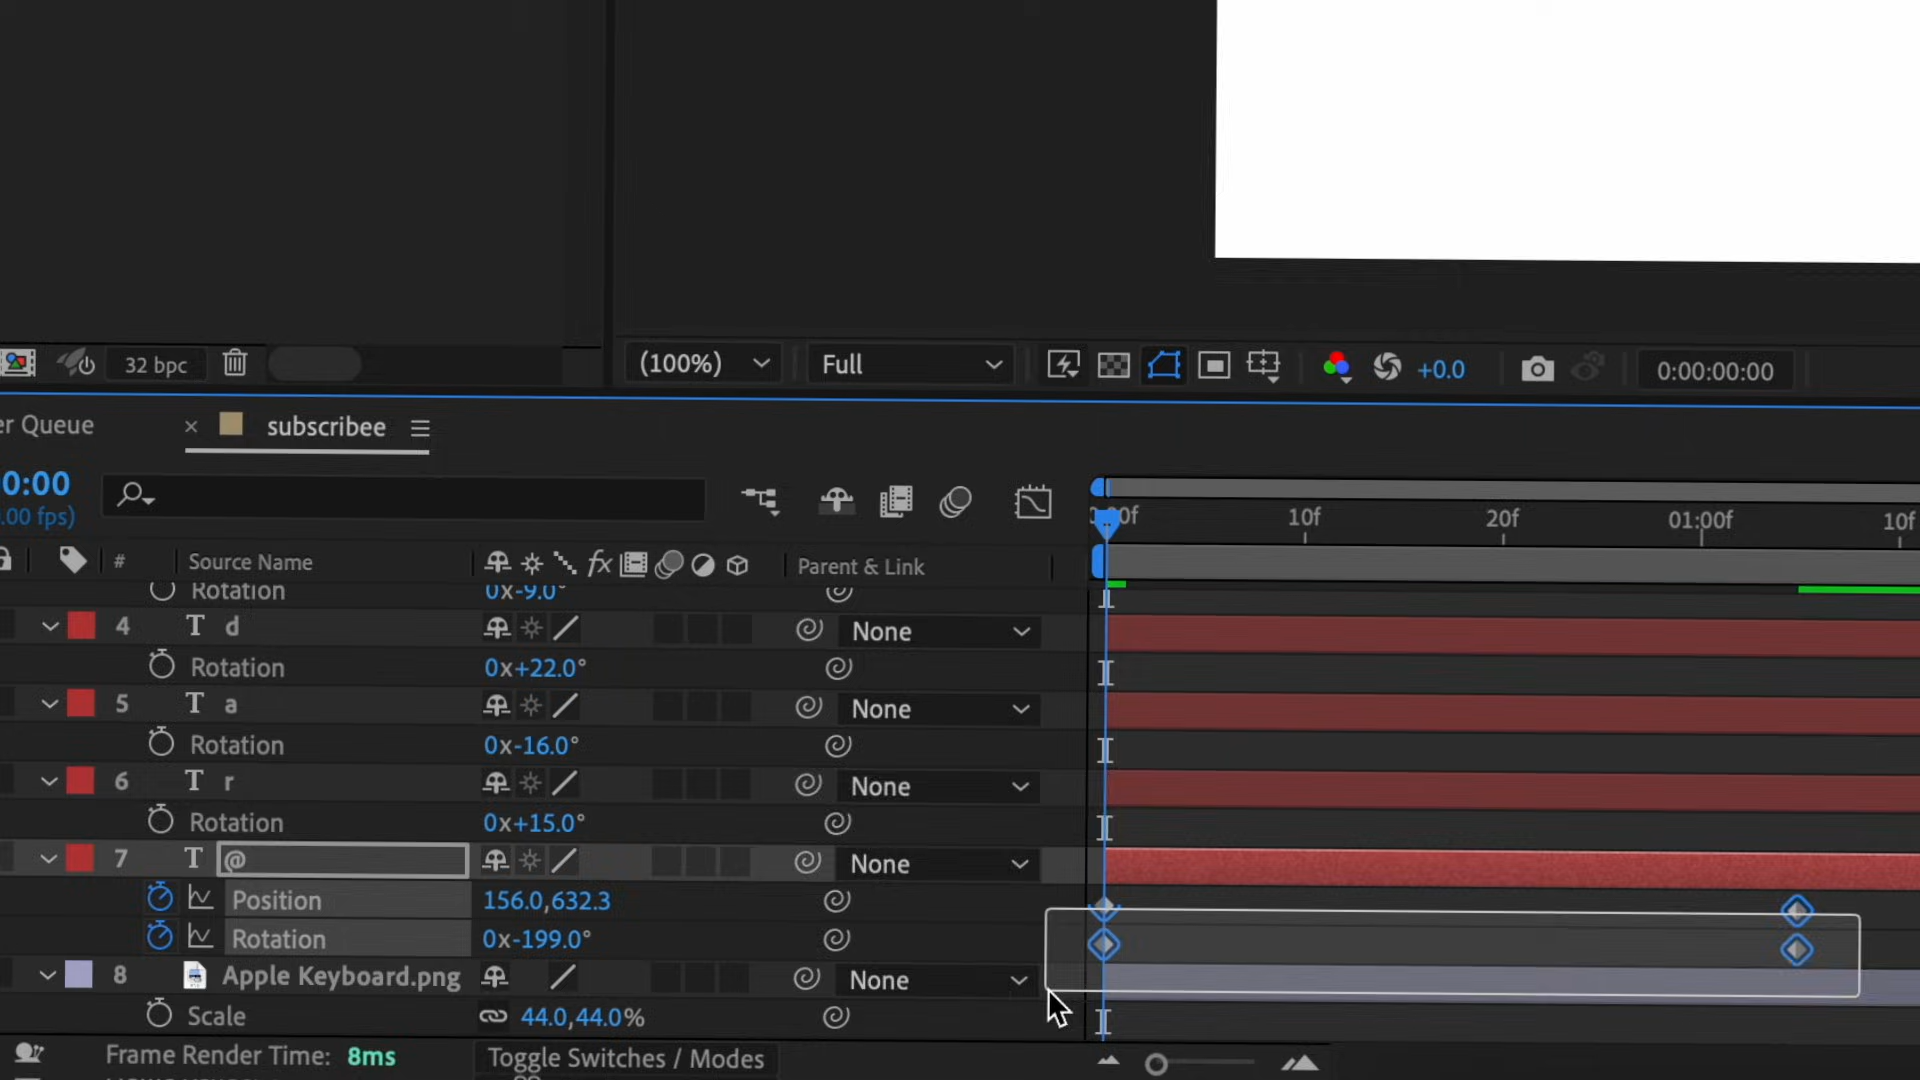 32 bpc
(100%)
Full
+0.0
0:00:00:00
er Queue
× subscribee
0:00
.00 fps)
:00f 10f 20f 01:00f 10f
# Source Name fx Parent & Link
Rotation 0x-9.0°
4 T d None
Rotation 0x+22.0°
5 T a None
Rotation 0x-16.0°
6 T r None
Rotation 0x+15.0°
7 T @ None
Position 156.0,632.3
Rotation 0x-199.0°
8 Apple Keyboard.png None
Scale 44.0,44.0%
Frame Render Time: 8ms Toggle Switches / Modes